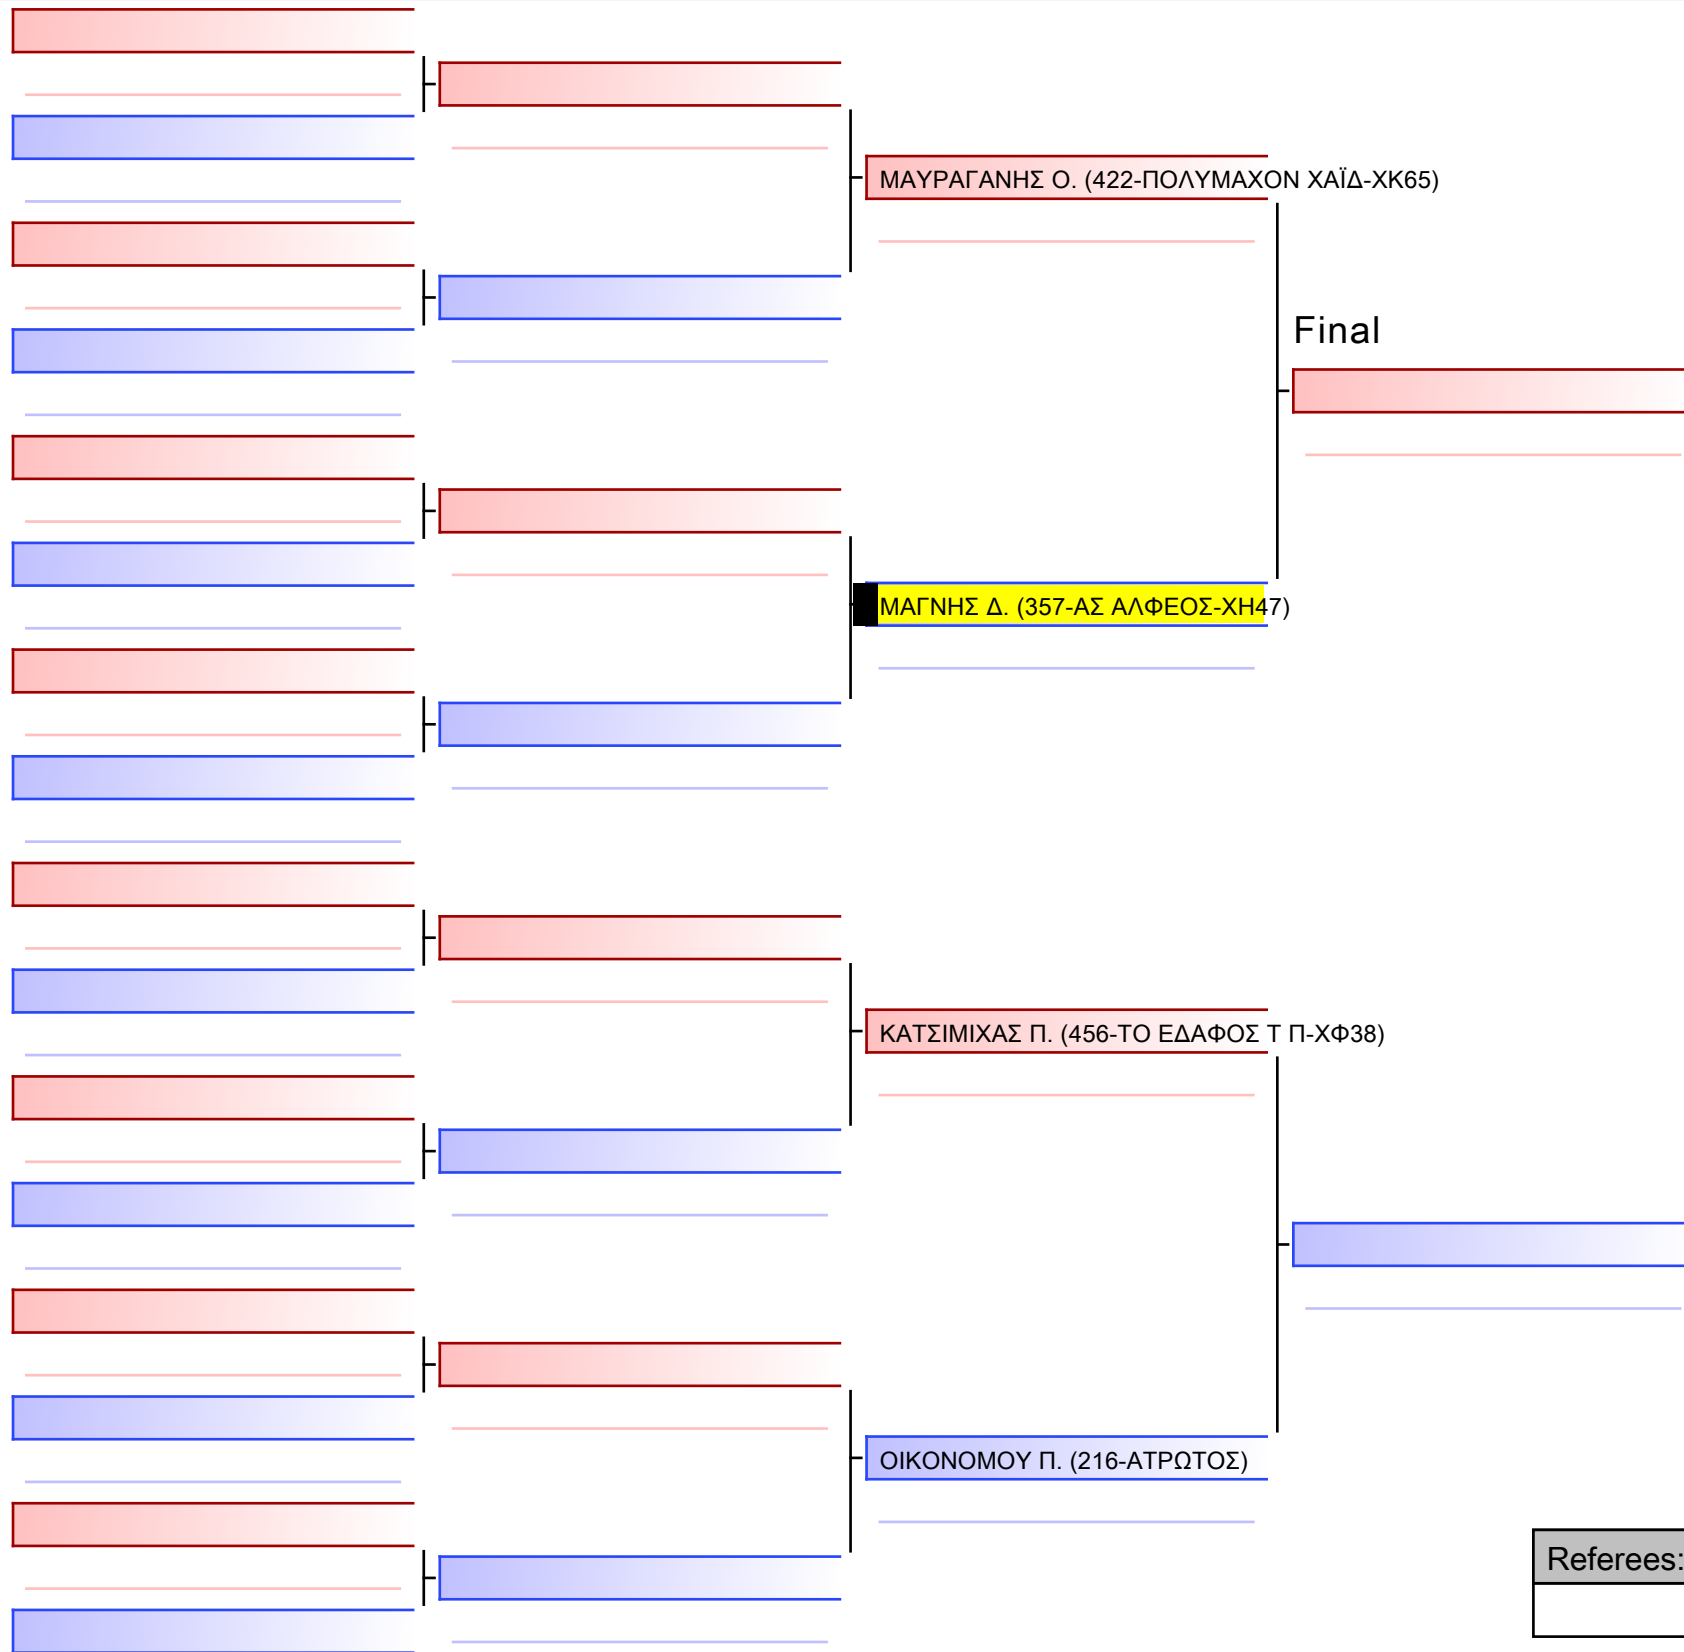 ΜΑΥΡΑΓΑΝΗΣ Ο. (422-ΠΟΛΥΜΑΧΟΝ ΧΑΪΔ-ΧΚ65)
Final
ΜΑΓΝΗΣ Δ. (357-ΑΣ ΑΛΦΕΟΣ-ΧΗ47)
ΚΑΤΣΙΜΙΧΑΣ Π. (456-ΤΟ ΕΔΑΦΟΣ Τ Π-ΧΦ38)
ΟΙΚΟΝΟΜΟΥ Π. (216-ΑΤΡΩΤΟΣ)
Referees: